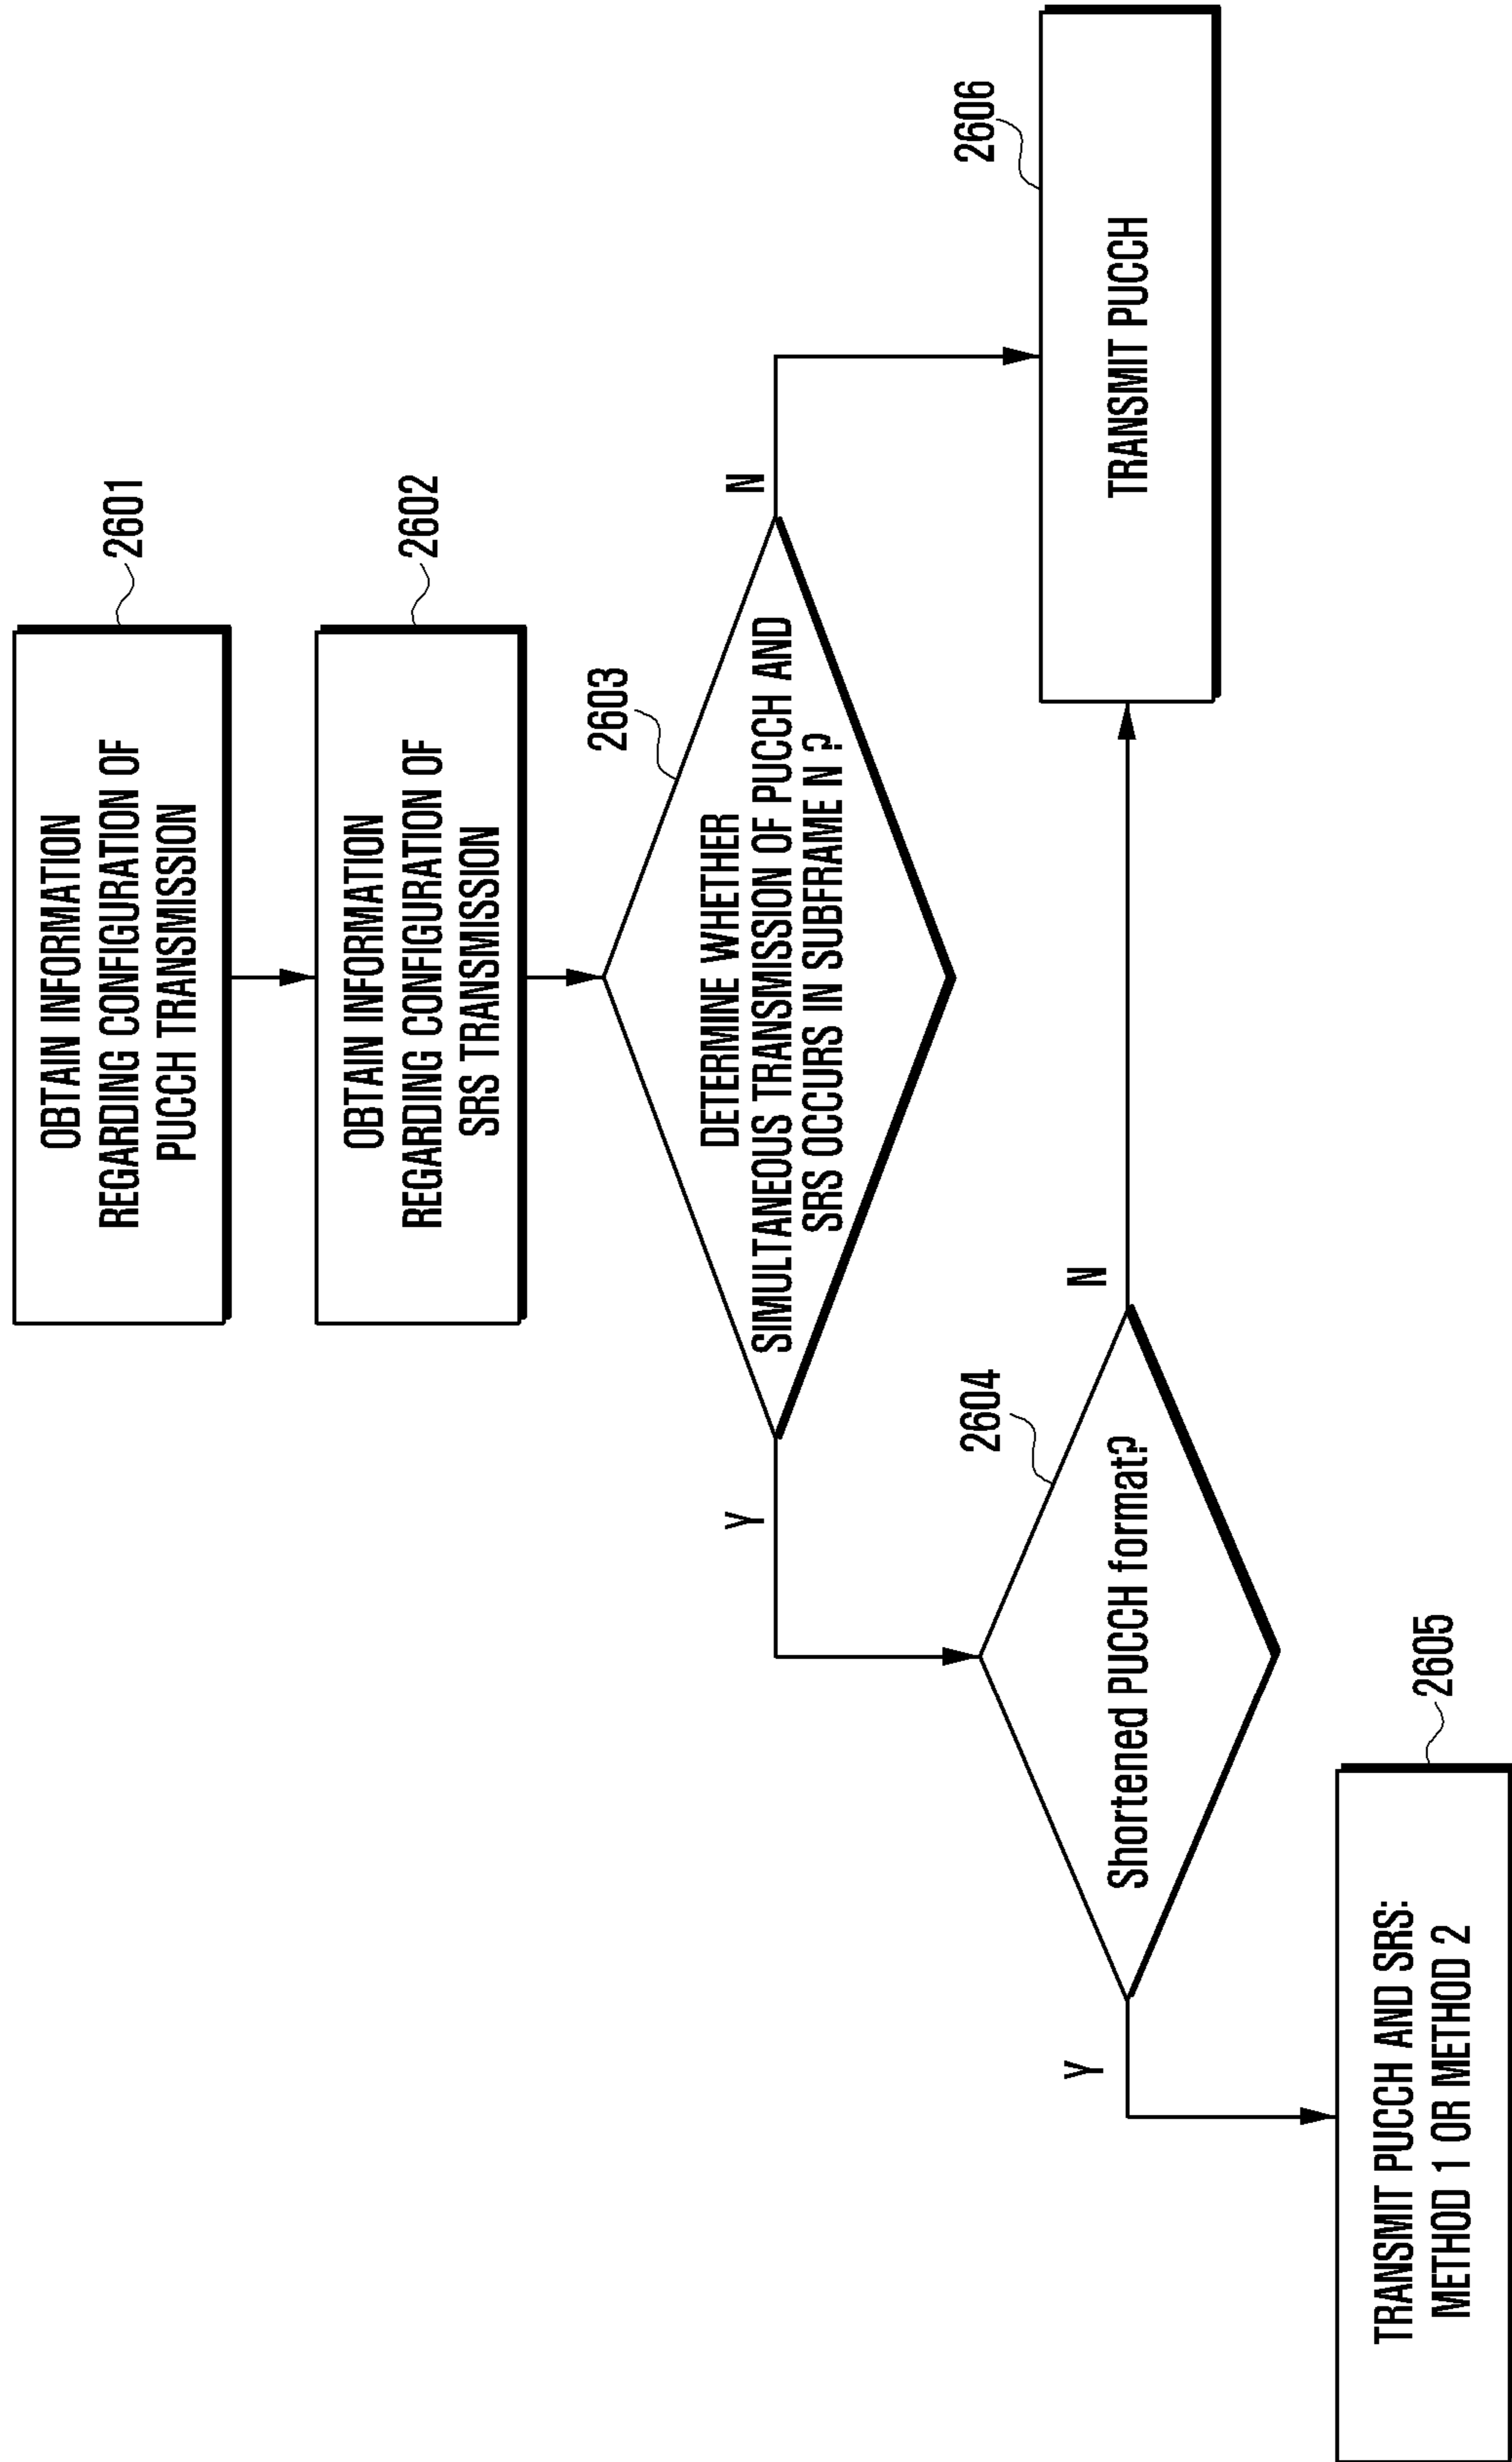 OBTAIN INFORMATION
REGARDING CONFIGURATION OF
PUCCH TRANSMISSION
2601
OBTAIN INFORMATION
REGARDING CONFIGURATION OF
SRS TRANSMISSION
2602
2603
DETERMINE WHETHER
SIMULTANEOUS TRANSMISSION OF PUCCH AND
SRS OCCURS IN SUBFRAME N ?
Y
N
2604
Shortened PUCCH format?
Y
N
2606
TRANSMIT PUCCH
2605
TRANSMIT PUCCH AND SRS:
METHOD 1 OR METHOD 2